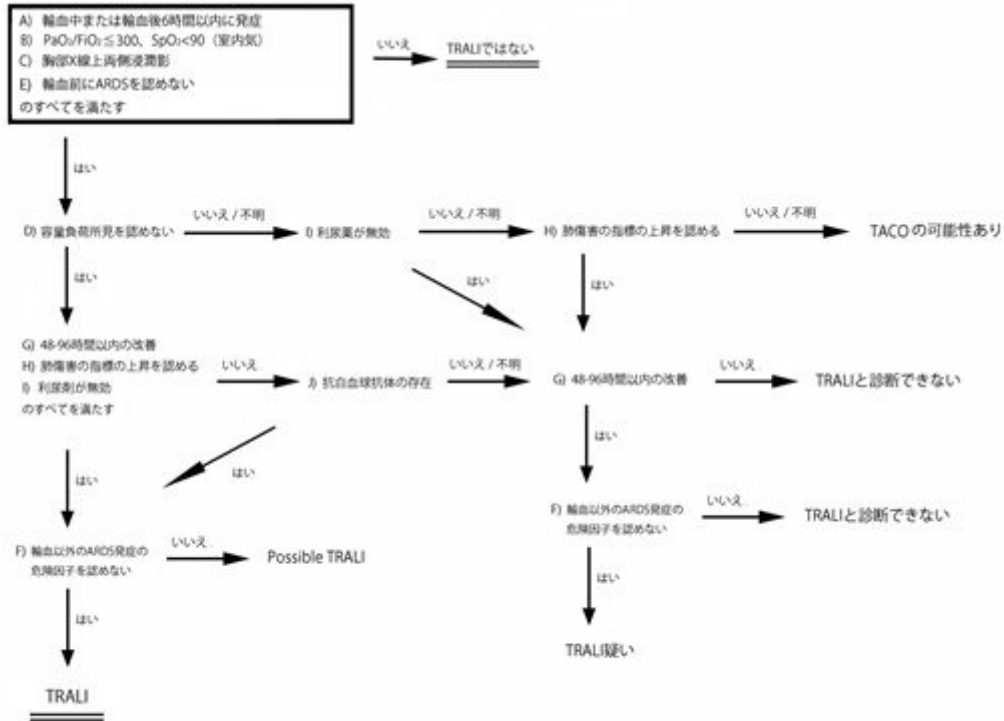 A) 輸血中または輸血後6時間以内に発症
B) PaO₂/FiO₂≦300、SpO₂<90（室内気）
C) 胸部X線上両側浸潤影
E) 輸血前にARDSを認めない
のすべてを満たす
いいえ
TRALIではない
はい
D) 容量負荷所見を認めない
いいえ / 不明
I) 利尿薬が無効
いいえ / 不明
H) 肺傷害の指標の上昇を認める
いいえ / 不明
TACO の可能性あり
はい
はい
はい
G) 48-96時間以内の改善
H) 肺傷害の指標の上昇を認める
I) 利尿剤が無効
のすべてを満たす
いいえ
J) 抗白血球抗体の存在
いいえ / 不明
G) 48-96時間以内の改善
いいえ
TRALIと診断できない
はい
はい
はい
F) 輸血以外のARDS発症の
危険因子を認めない
いいえ
Possible TRALI
F) 輸血以外のARDS発症の
危険因子を認めない
いいえ
TRALIと診断できない
はい
はい
TRALI疑い
TRALI